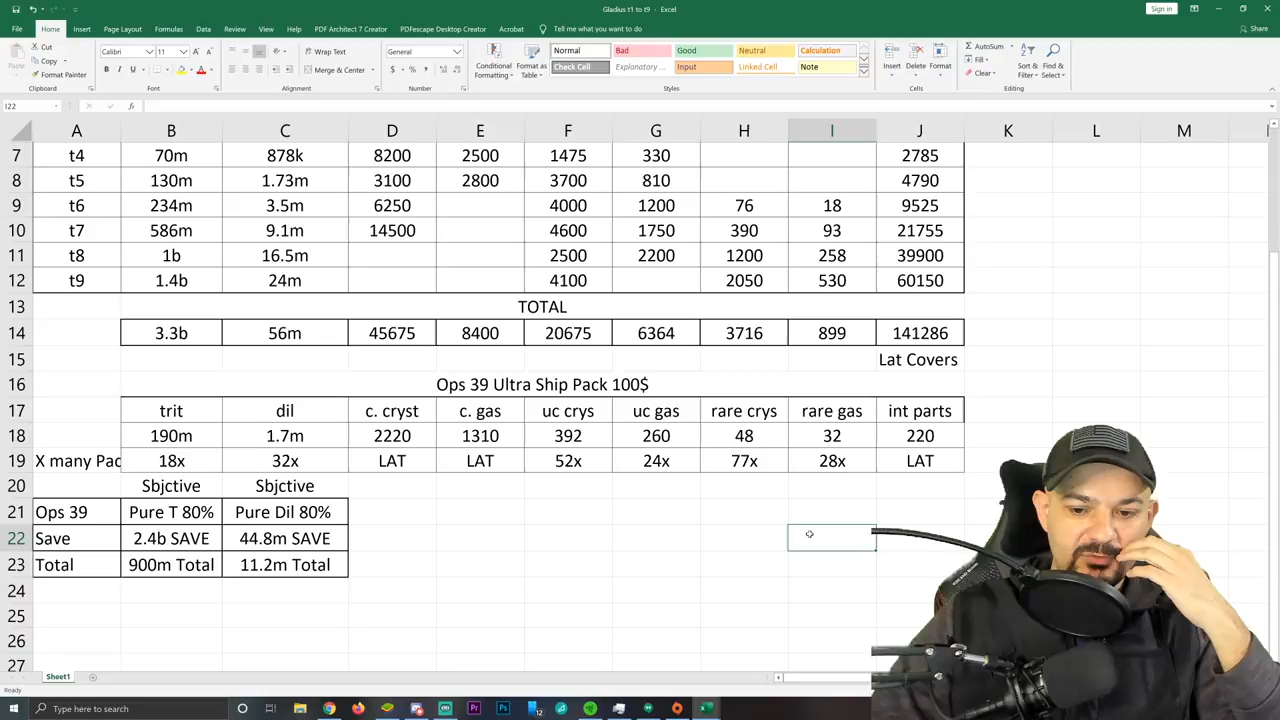 Gladius t1 to t9 - Excel
Sign in
File Home Insert Page Layout Formulas Data Review View Help PDF Architect 7 Creator PDFescape Desktop Creator Acrobat Tell me what you want to do Share
Cut
Copy
Format Painter
Paste
Clipboard
Calibri 11
B I U
Font
Wrap Text
Merge & Center
Alignment
General
Number
Conditional Formatting
Format as Table
Normal Bad Good Neutral Calculation
Check Cell Explanatory ... Input Linked Cell Note
Styles
Insert Delete Format
Cells
AutoSum
Fill
Clear
Sort & Filter
Find & Select
Editing
I22 fx
A B C D E F G H I J K L M
7 t4 70m 878k 8200 2500 1475 330 2785
8 t5 130m 1.73m 3100 2800 3700 810 4790
9 t6 234m 3.5m 6250 4000 1200 76 18 9525
10 t7 586m 9.1m 14500 4600 1750 390 93 21755
11 t8 1b 16.5m 2500 2200 1200 258 39900
12 t9 1.4b 24m 4100 2050 530 60150
13 TOTAL
14 3.3b 56m 45675 8400 20675 6364 3716 899 141286
15 Lat Covers
16 Ops 39 Ultra Ship Pack 100$
17 trit dil c. cryst c. gas uc crys uc gas rare crys rare gas int parts
18 190m 1.7m 2220 1310 392 260 48 32 220
19 X many Pac 18x 32x LAT LAT 52x 24x 77x 28x LAT
20 Sbjctive Sbjctive
21 Ops 39 Pure T 80% Pure Dil 80%
22 Save 2.4b SAVE 44.8m SAVE
23 Total 900m Total 11.2m Total
24
25
26
27
Sheet1
Ready
Type here to search